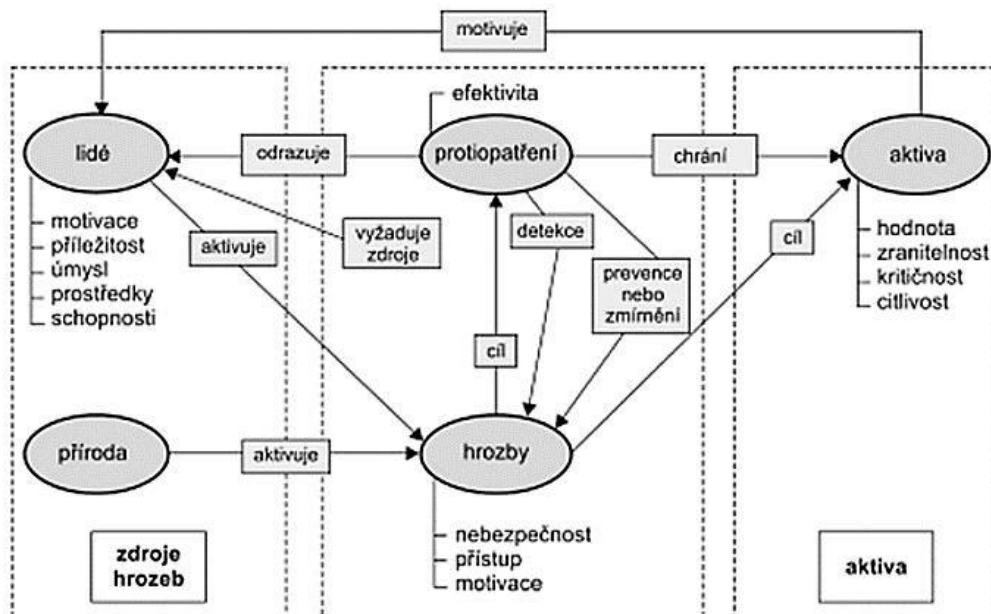 motivuje
efektivita
lidé
odrazuje
protiopatření
chrání
aktiva
motivace
příležitost
úmysl
prostředky
schopnosti
aktivuje
vyžaduje
zdroje
detekce
prevence
nebo
zmírnění
cíl
hodnota
zranitelnost
kritičnost
citlivost
cíl
příroda
aktivuje
hrozby
nebezpečnost
přístup
motivace
zdroje
hrozeb
aktiva